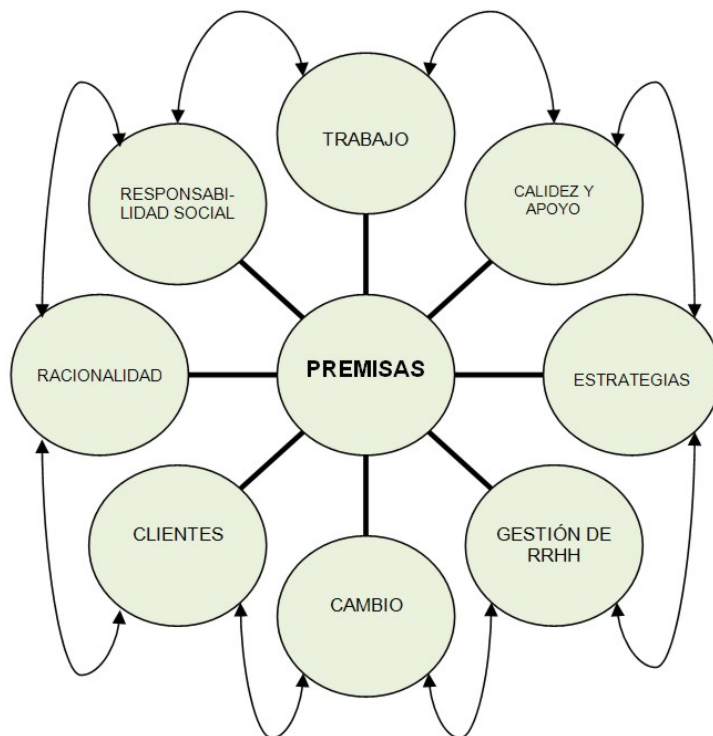 TRABAJO
RESPONSABI-
LIDAD SOCIAL
CALIDEZ Y
APOYO
RACIONALIDAD
PREMISAS
ESTRATEGIAS
CLIENTES
GESTIÓN DE
RRHH
CAMBIO